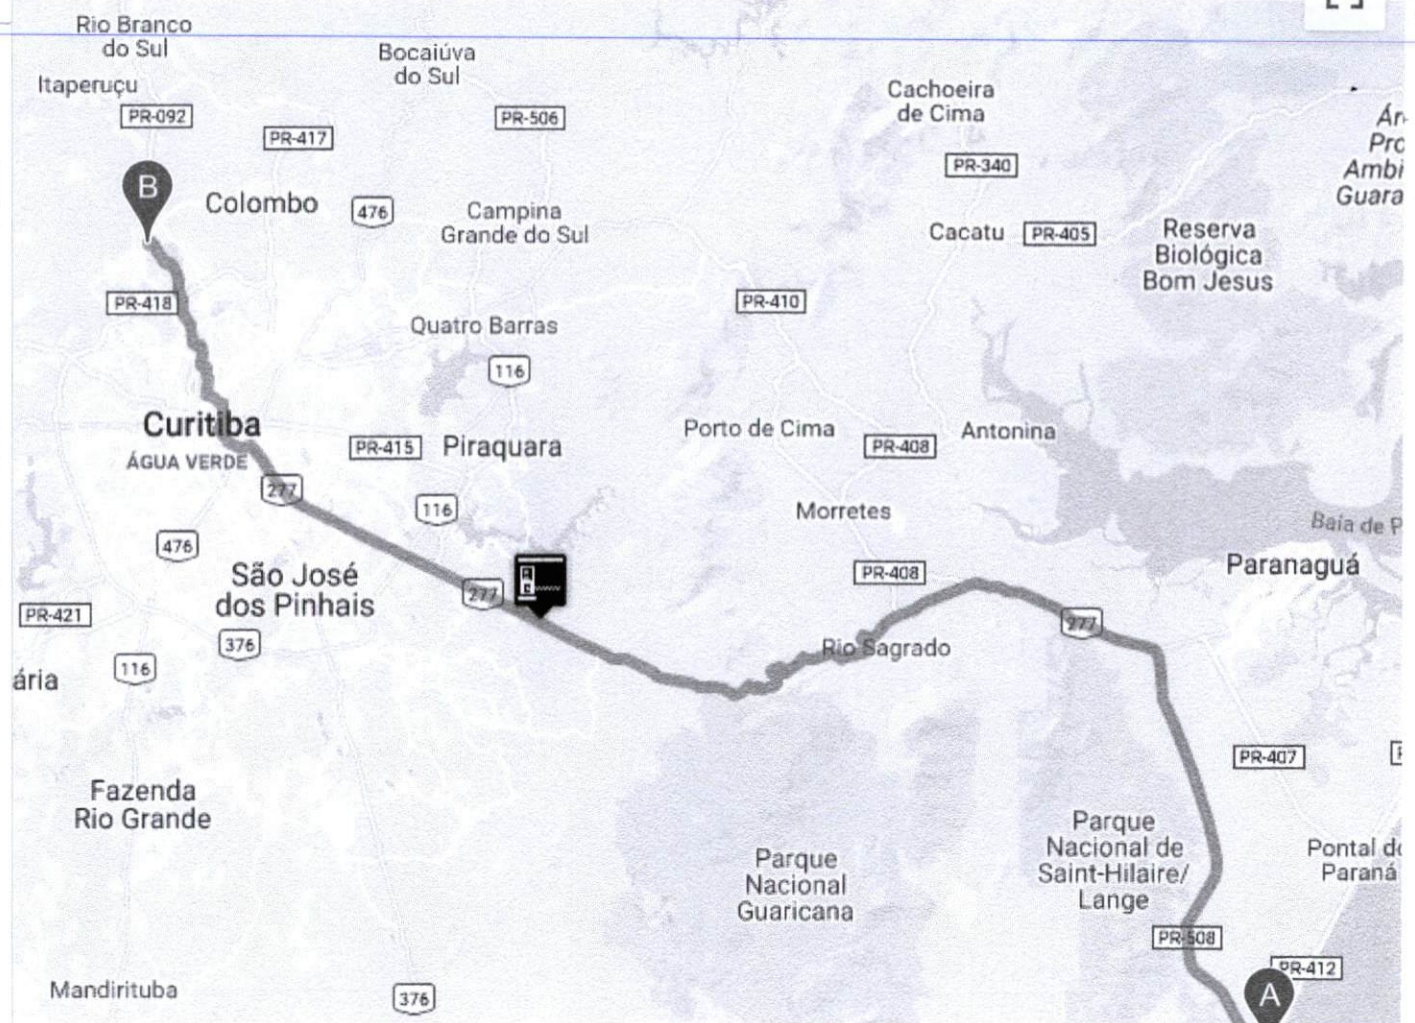 Rio Branco
do Sul
Bocaiúva
do Sul
Itaperuçu
Cachoeira
de Cima
PR-092
PR-506
PR-417
PR-340
B
Colombo
476
Campina
Grande do Sul
Cacatu
PR-405
Reserva
Biológica
Bom Jesus
PR-418
PR-410
Quatro Barras
116
Curitiba
ÁGUA VERDE
PR-415
Piraquara
Porto de Cima
PR-408
Antonina
277
116
Morretes
Baía de P
476
São José
dos Pinhais
277
PR-408
Paranaguá
PR-421
376
277
Rio Sagrado
116
ária
PR-407
Fazenda
Rio Grande
Parque
Nacional de
Saint-Hilaire/
Lange
Parque
Nacional
Guaricana
Pontal do
Paraná
PR-508
PR-412
Mandirituba
376
A